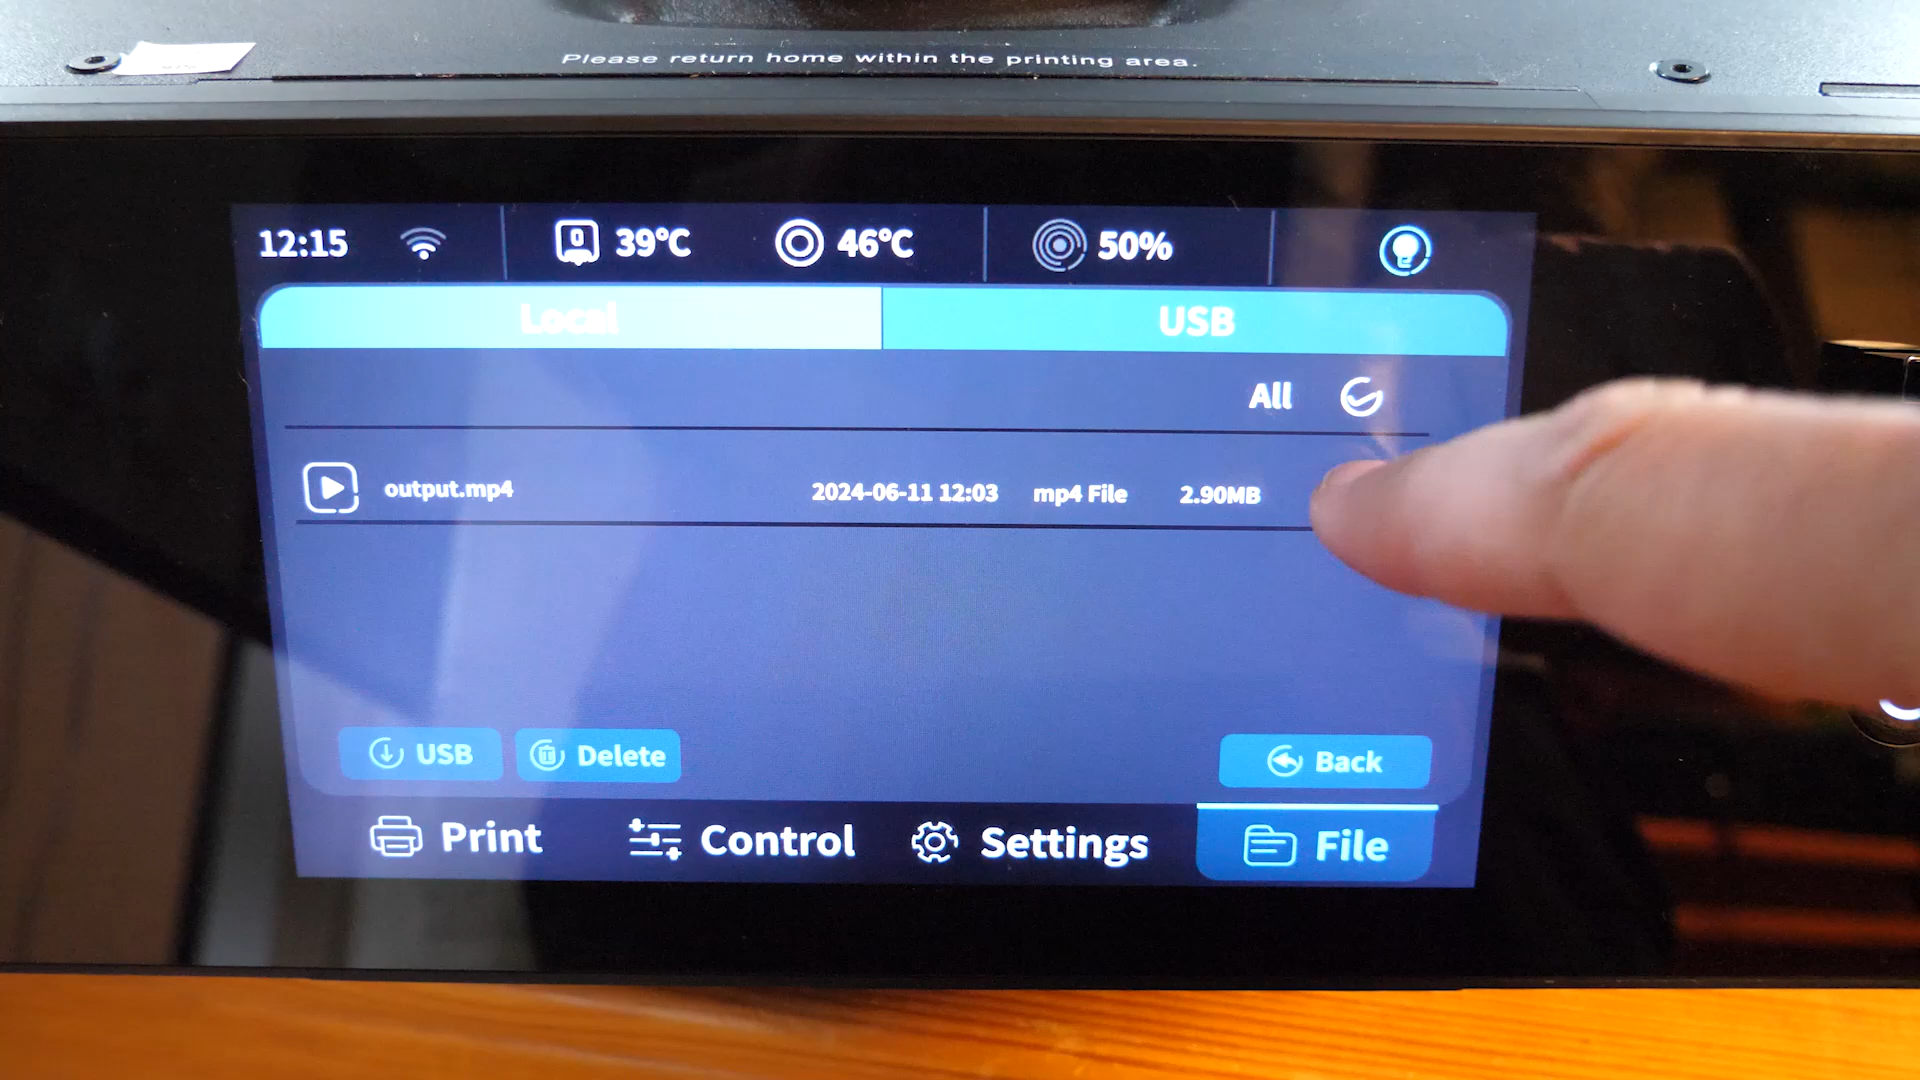 Please return home within the printing area.
12:15 0 39°C 46°C 50%
Local USB
All
output.mp4 2024-06-11 12:03 mp4 File 2.90MB
USB Delete Back
Print Control Settings File